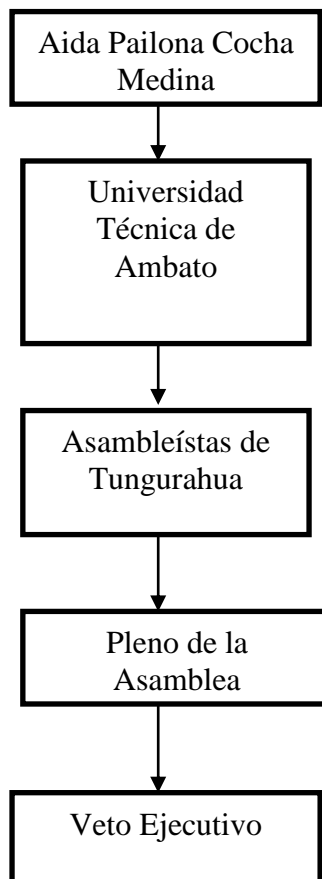 Aida Pailona Cocha
Medina
Universidad
Técnica de
Ambato
Asambleístas de
Tungurahua
Pleno de la
Asamblea
Veto Ejecutivo